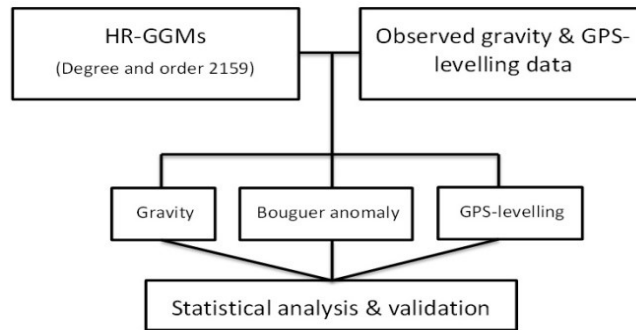 HR-GGMs
(Degree and order 2159)
Observed gravity & GPS-
levelling data
Gravity
Bouguer anomaly
GPS-levelling
Statistical analysis & validation